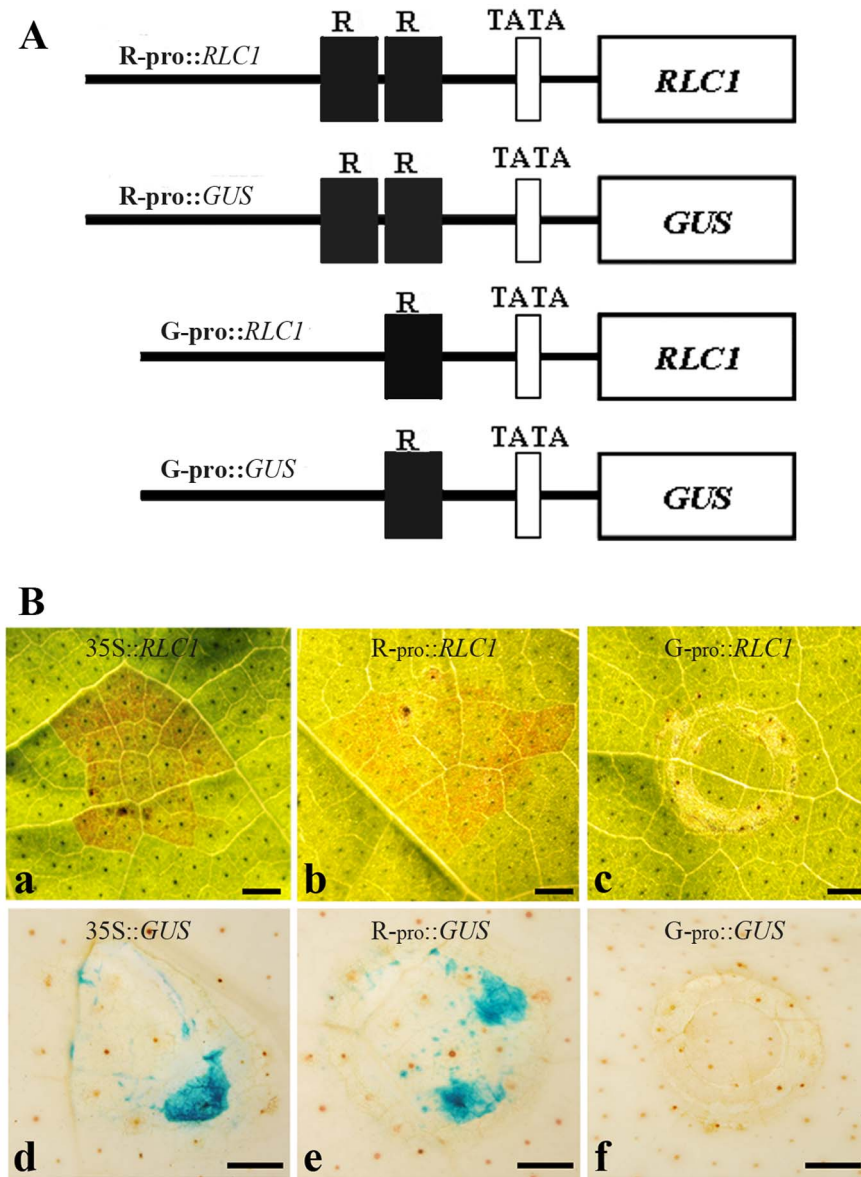 A
R R TATA
R-pro::RLC1
RLC1
R R TATA
R-pro::GUS
GUS
R TATA
G-pro::RLC1
RLC1
R TATA
G-pro::GUS
GUS
B
35S::RLC1 R-pro::RLC1 G-pro::RLC1
a b c
35S::GUS R-pro::GUS G-pro::GUS
d e f